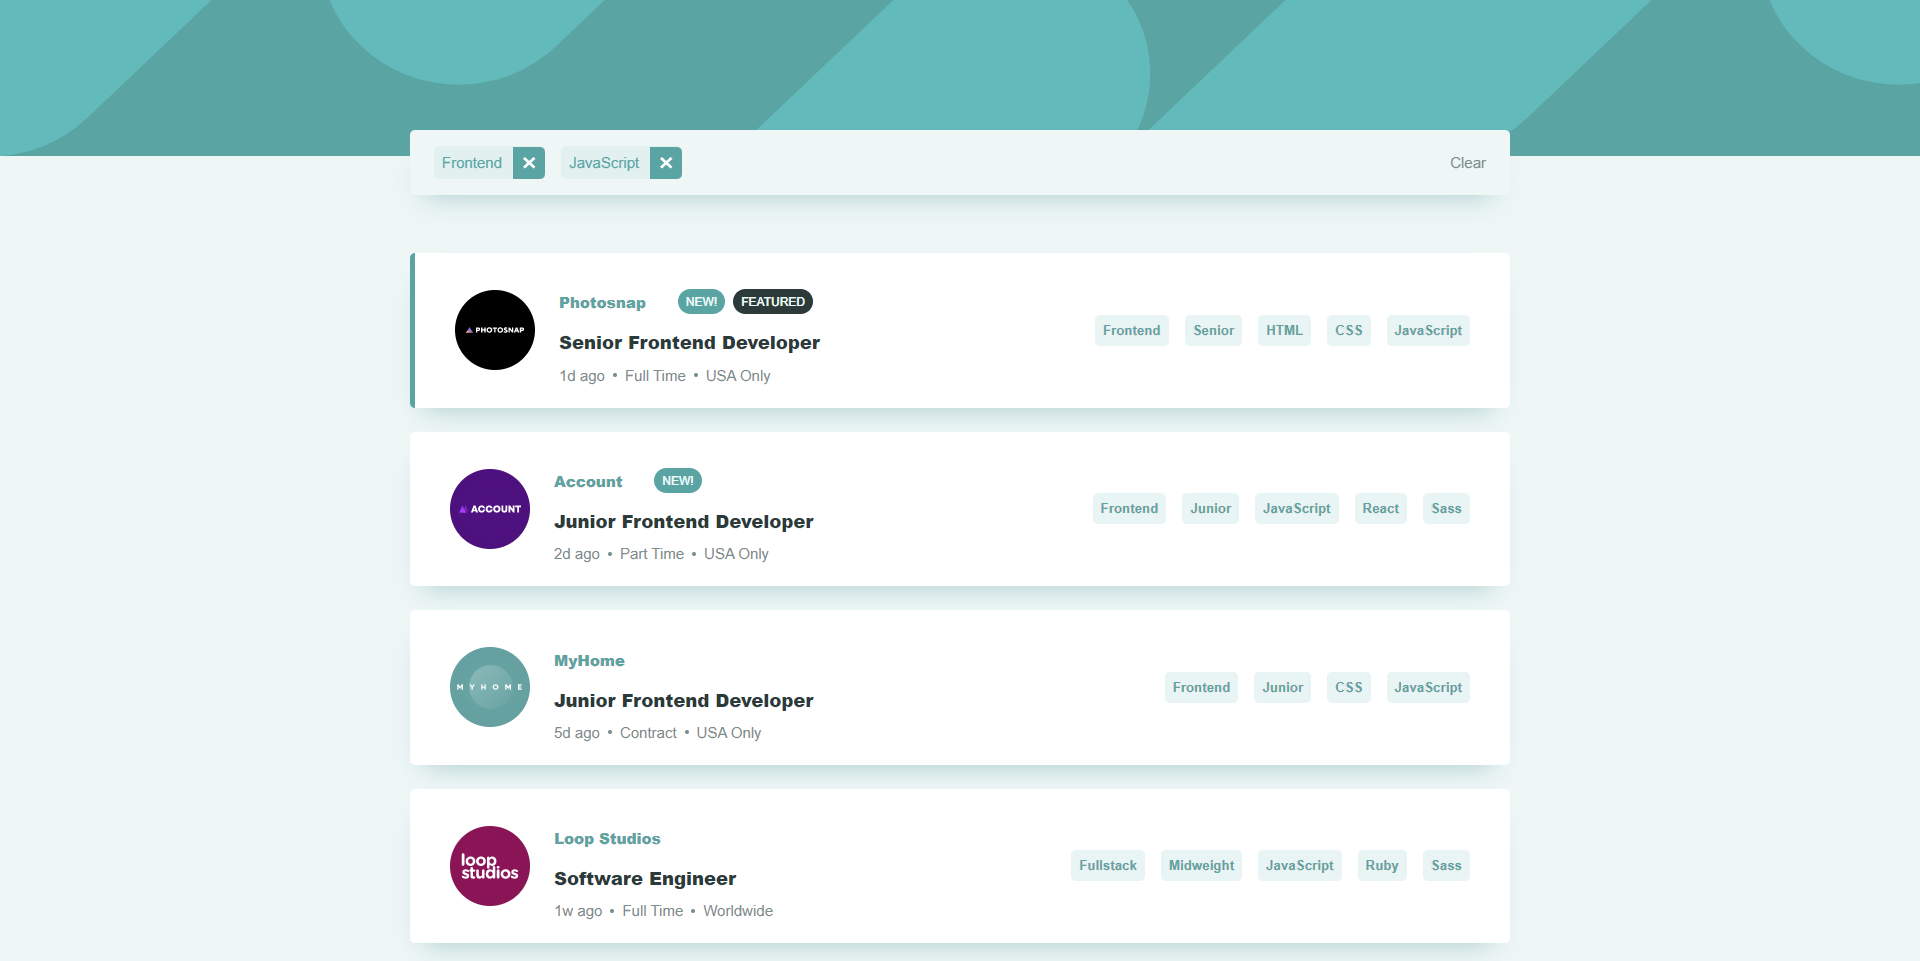 Frontend JavaScript Clear
PHOTOSNAP
Photosnap NEW! FEATURED
Senior Frontend Developer
1d ago • Full Time • USA Only
Frontend Senior HTML CSS JavaScript
ACCOUNT
Account NEW!
Junior Frontend Developer
2d ago • Part Time • USA Only
Frontend Junior JavaScript React Sass
MYHOME
MyHome
Junior Frontend Developer
5d ago • Contract • USA Only
Frontend Junior CSS JavaScript
loop
studios
Loop Studios
Software Engineer
1w ago • Full Time • Worldwide
Fullstack Midweight JavaScript Ruby Sass